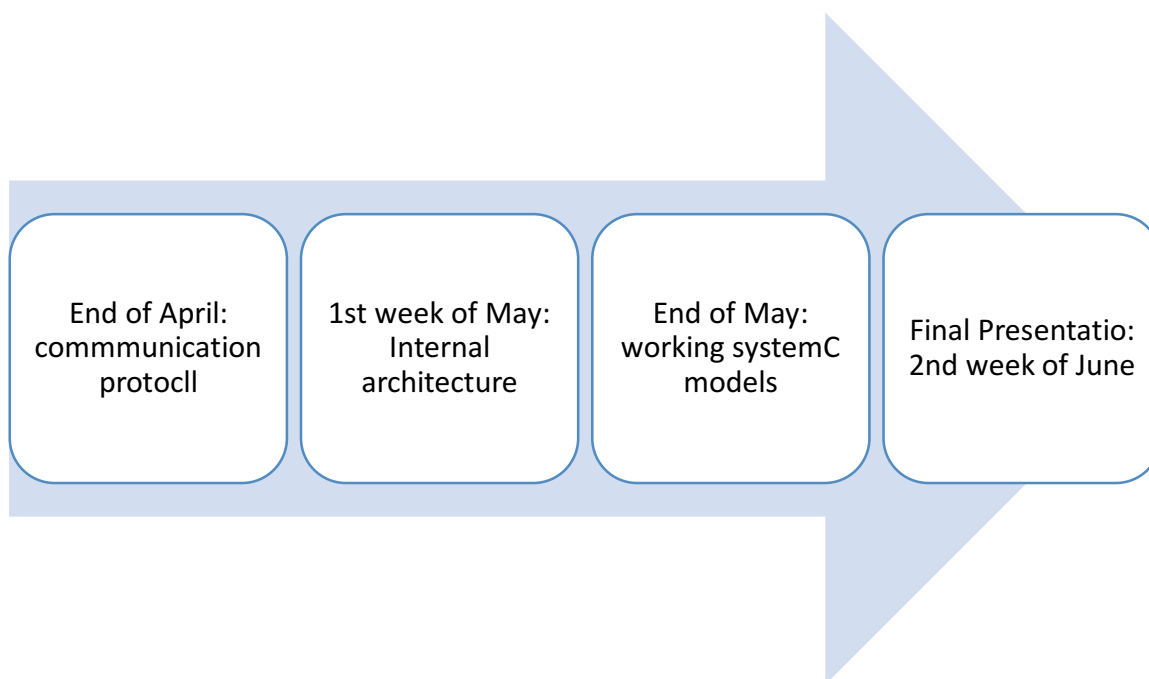 End of April:
commmunication
protocll
1st week of May:
Internal
architecture
End of May:
working systemC
models
Final Presentatio:
2nd week of June